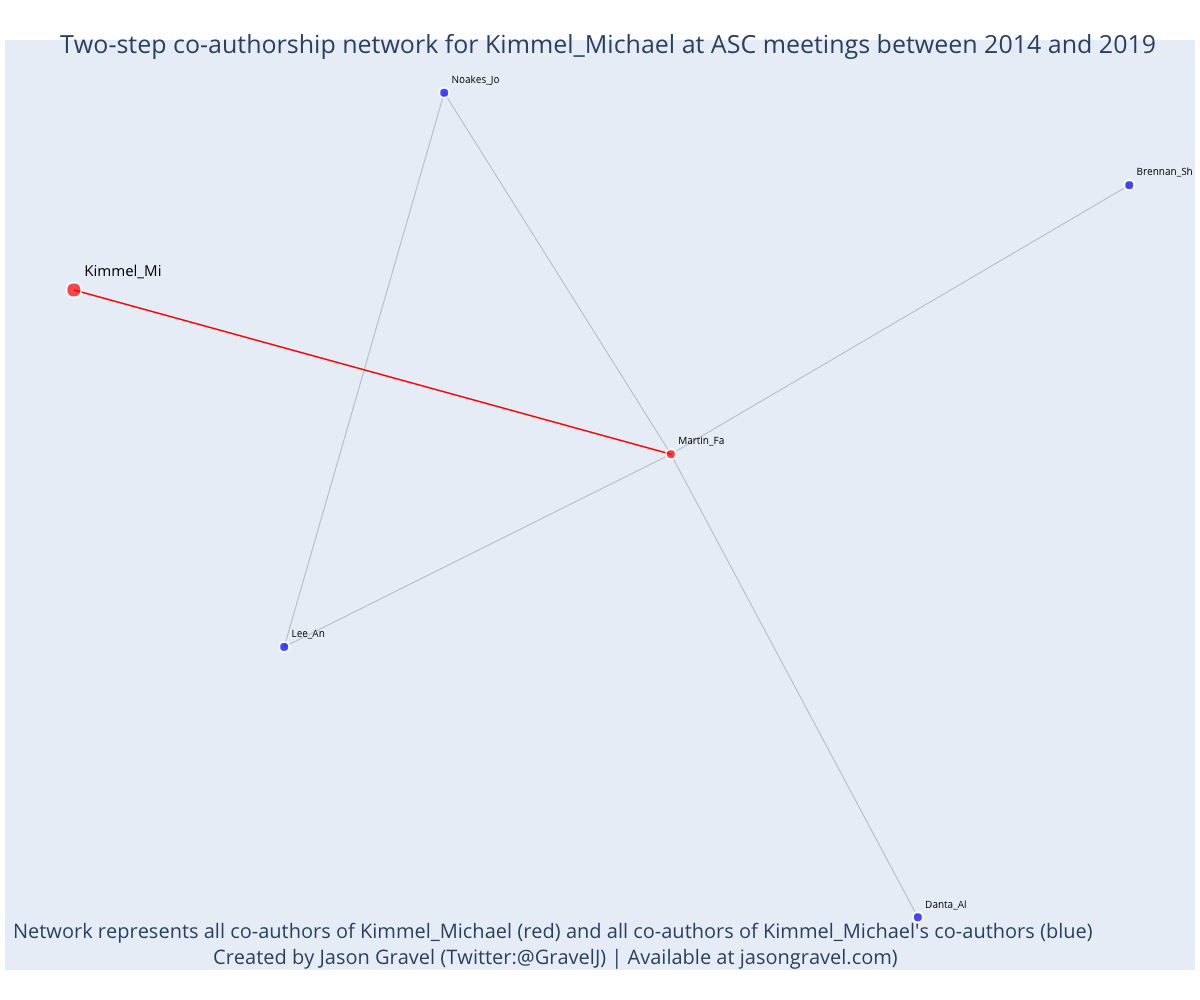 Two-step co-authorship network for Kimmel_Michael at ASC meetings between 2014 and 2019
Noakes_Jo
Brennan_Sh
Kimmel_Mi
Martin_Fa
Lee_An
Danta_Al
Network represents all co-authors of Kimmel_Michael (red) and all co-authors of Kimmel_Michael's co-authors (blue)
Created by Jason Gravel (Twitter:@GravelJ) | Available at jasongravel.com)